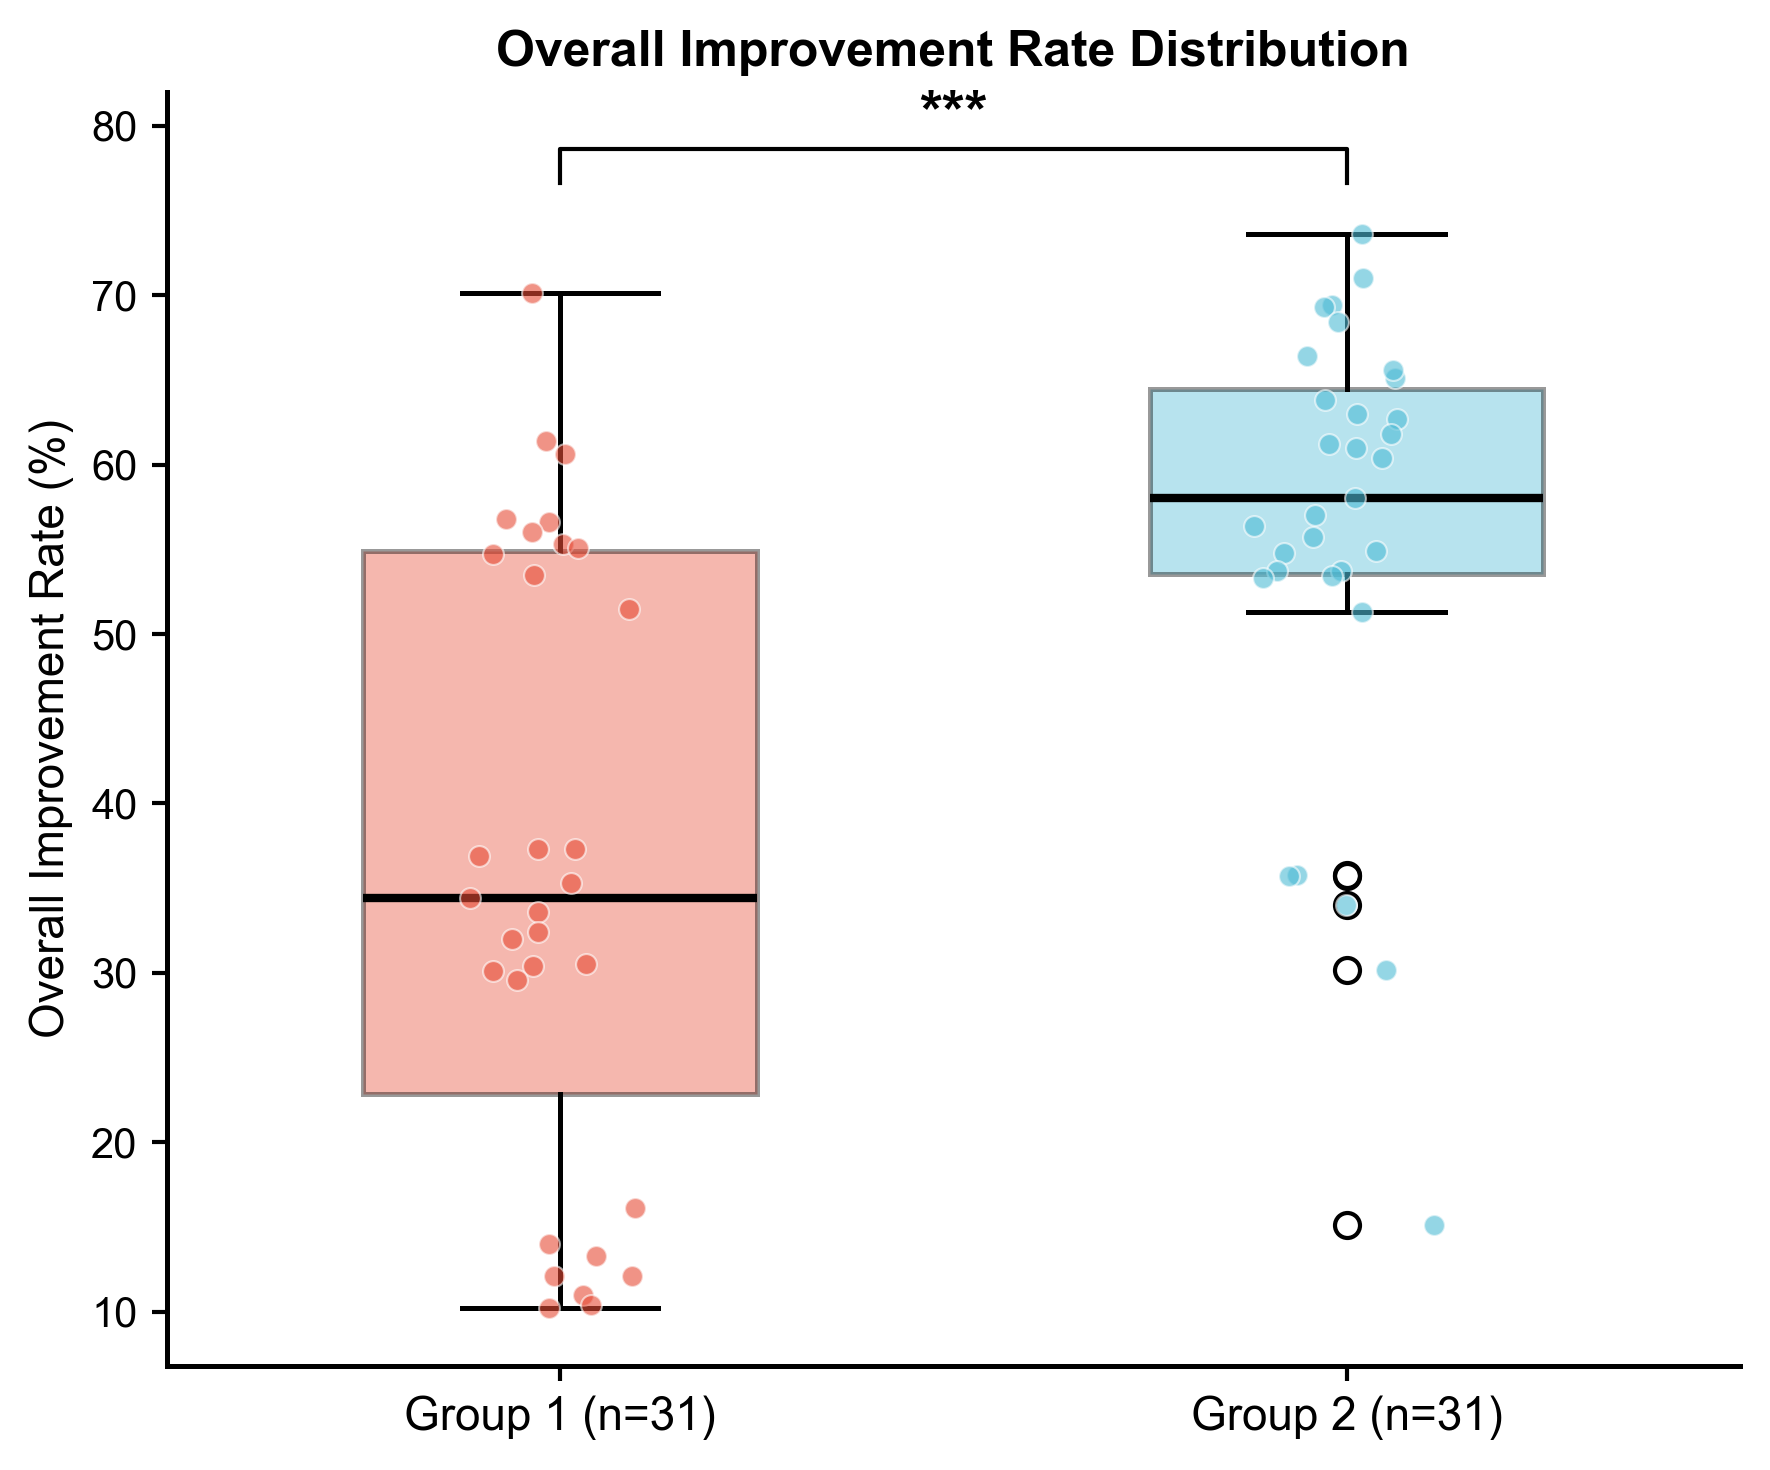 Overall Improvement Rate Distribution
***
80
70
60
50
40
30
20
10
Overall Improvement Rate (%)
Group 1 (n=31)
Group 2 (n=31)